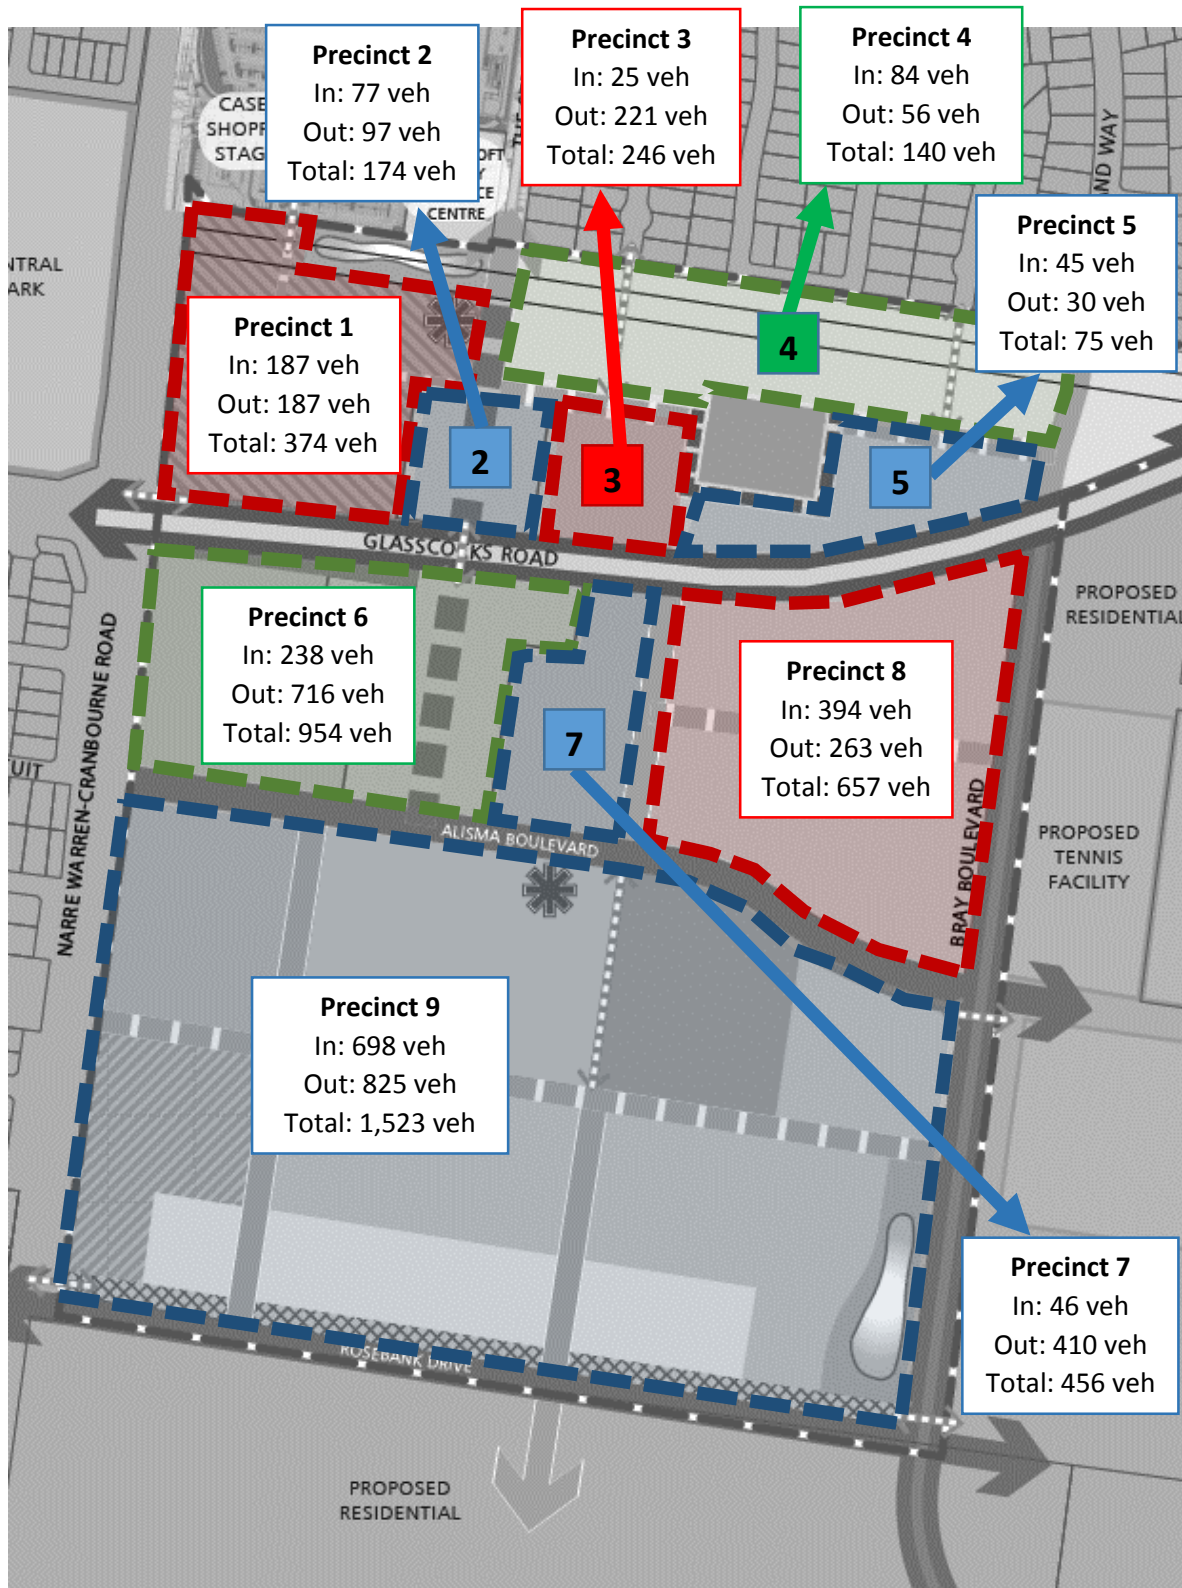 Precinct 2
In: 77 veh
Out: 97 veh
Total: 174 veh
Precinct 3
In: 25 veh
Out: 221 veh
Total: 246 veh
Precinct 4
In: 84 veh
Out: 56 veh
Total: 140 veh
CENTRE
Precinct 5
In: 45 veh
Out: 30 veh
Total: 75 veh
Precinct 1
In: 187 veh
Out: 187 veh
Total: 374 veh
4
2
3
5
GLASSCO KS ROAD
PROPOSED
RESIDENTIAL
Precinct 6
In: 238 veh
Out: 716 veh
Total: 954 veh
NARRE WARREN-CRANBOURNE ROAD
7
Precinct 8
In: 394 veh
Out: 263 veh
Total: 657 veh
BRAY BOULEVARD
ALISMA BOULEVARD
PROPOSED
TENNIS
FACILITY
Precinct 9
In: 698 veh
Out: 825 veh
Total: 1,523 veh
Precinct 7
In: 46 veh
Out: 410 veh
Total: 456 veh
ROSEBANK DRIVE
PROPOSED
RESIDENTIAL